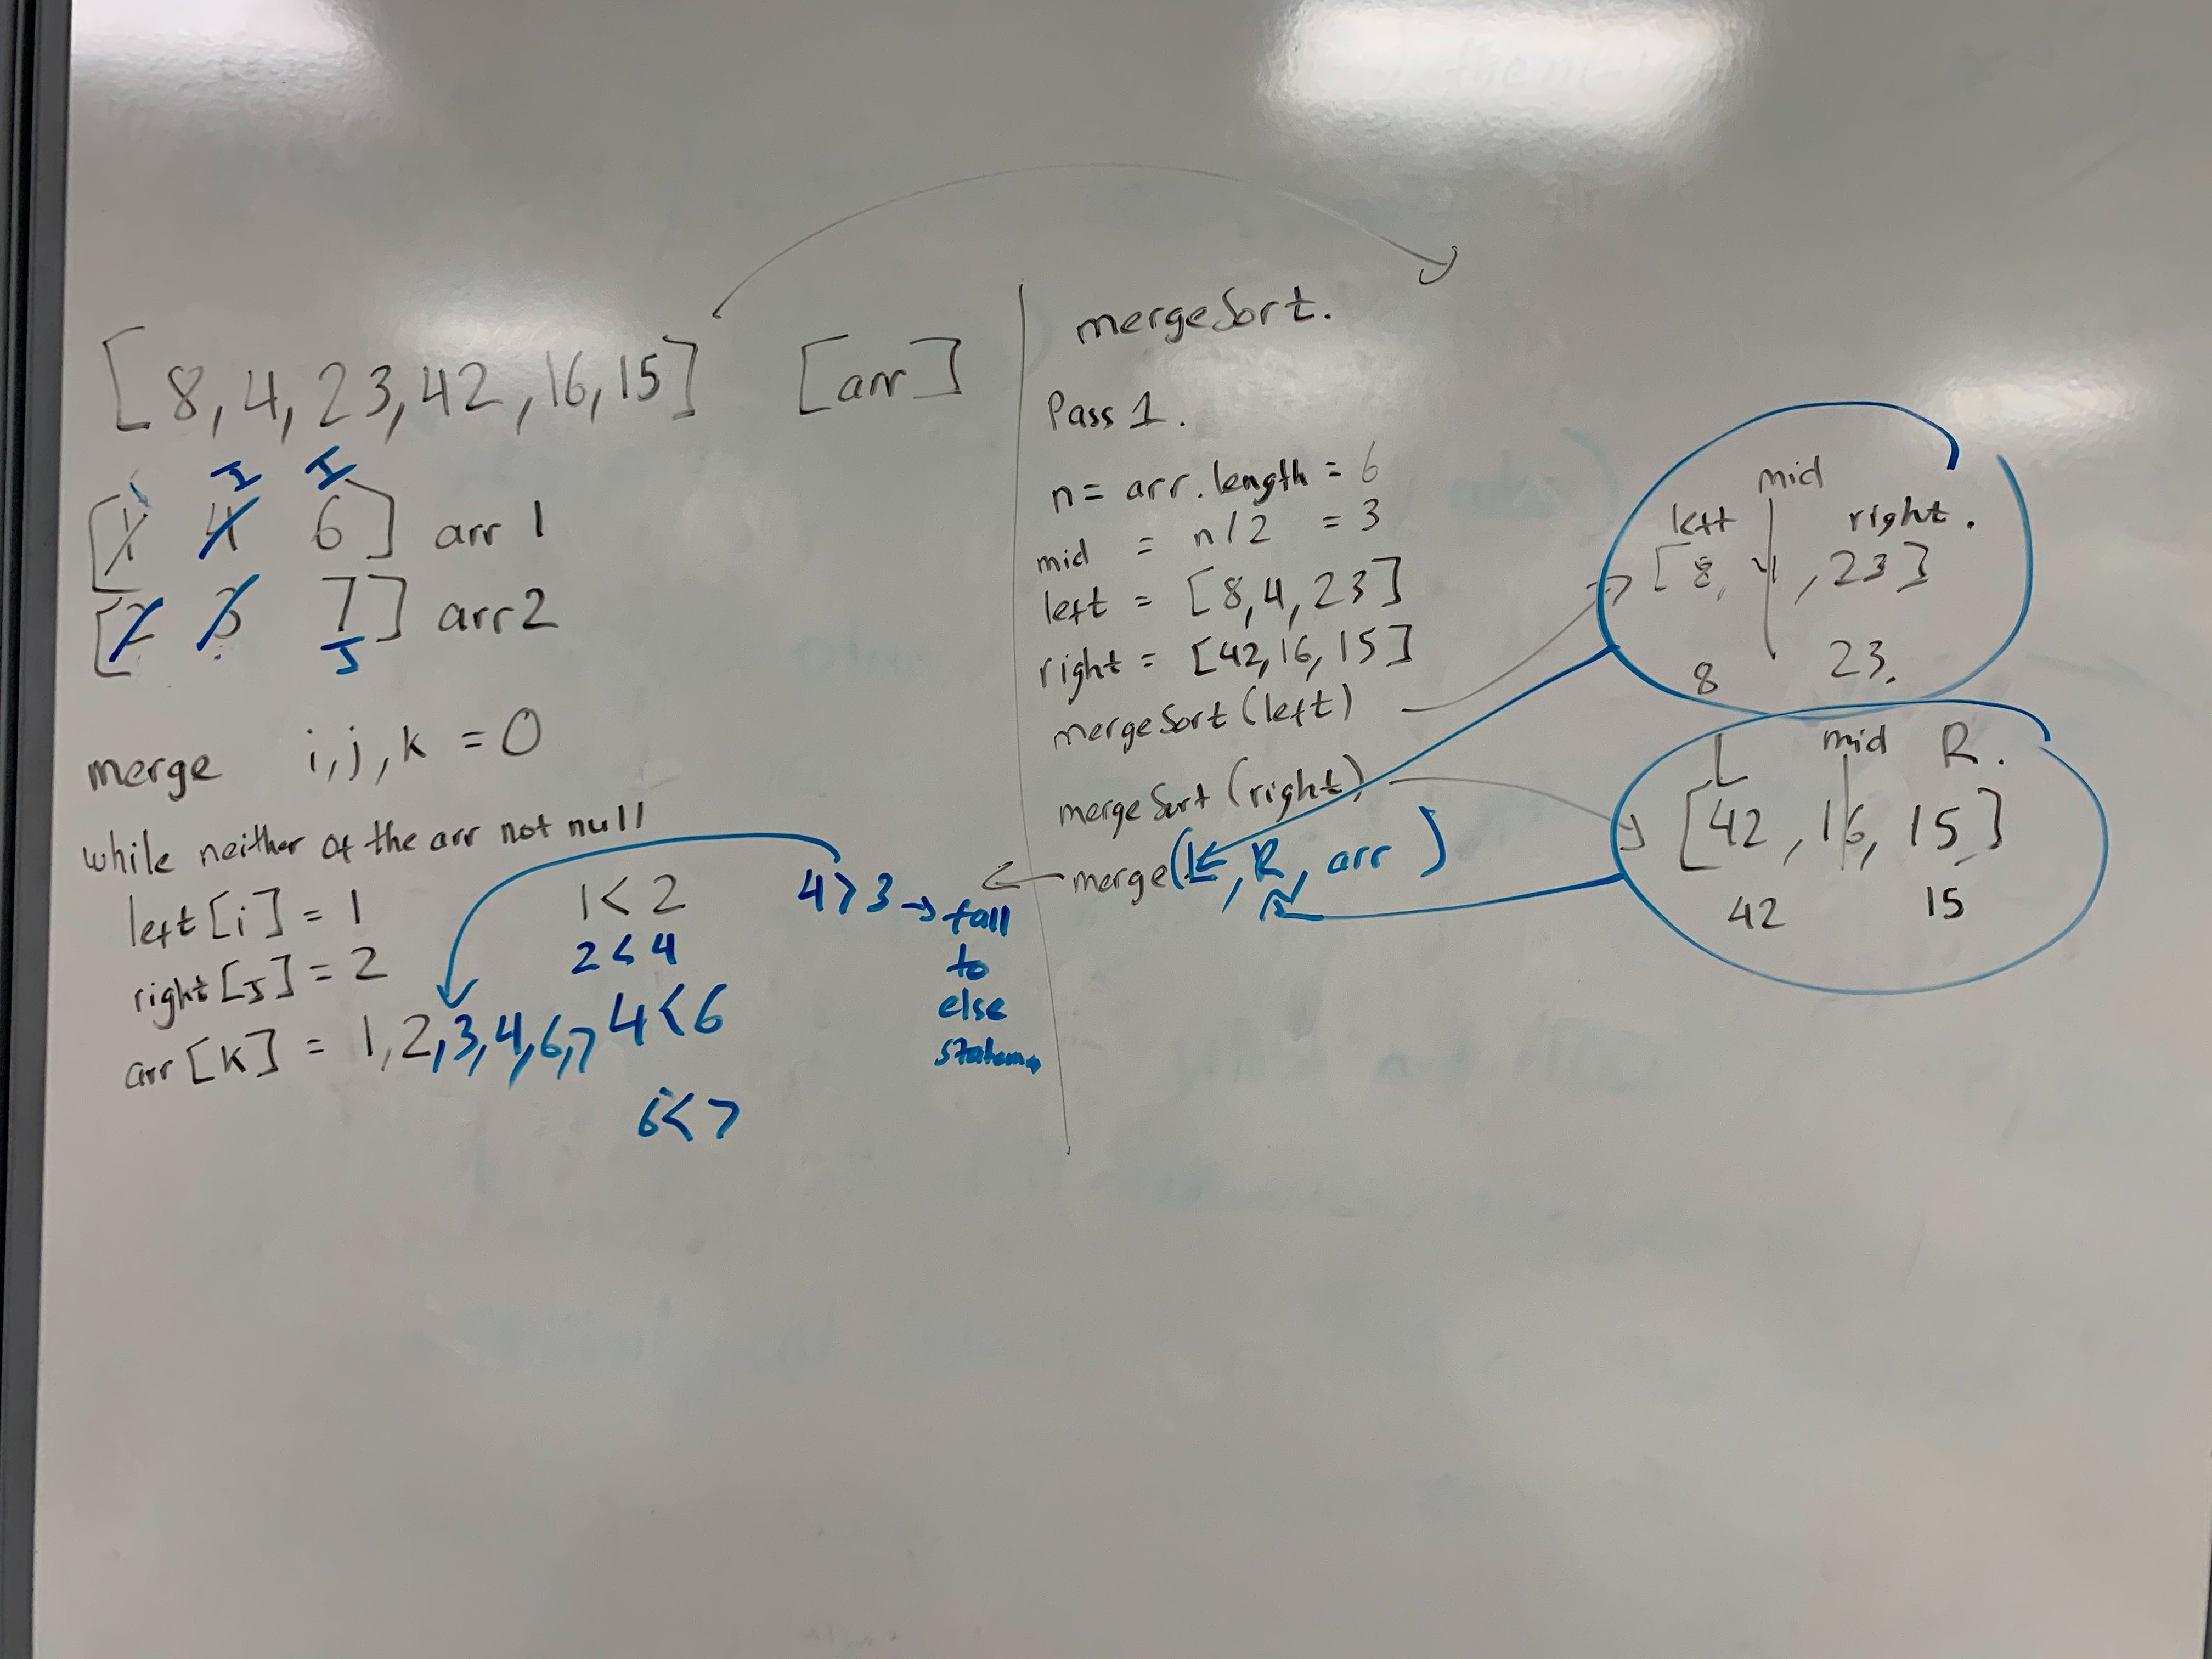 [8, 4, 23, 42, 16, 15] [arr]
I I
[1 4 6] arr 1
[2 3 7] arr 2
J
merge i, j, k = 0
while neither of the arr not null
left [i] = 1
right [J] = 2
arr [K] = 1, 2, 3, 4, 6, 7
1 < 2
2 < 4
4 < 6
6 < 7
4 > 3 → fall
to
else
statem
mergeSort.
Pass 1.
n = arr.length = 6
mid = n/2 = 3
left = [8, 4, 23]
right = [42, 16, 15]
mergeSort (left)
mergeSort (right)
merge (L, R, arr)
mid
left right.
[8, 4, 23]
8 23.
L mid R.
[42, 16, 15]
42 15